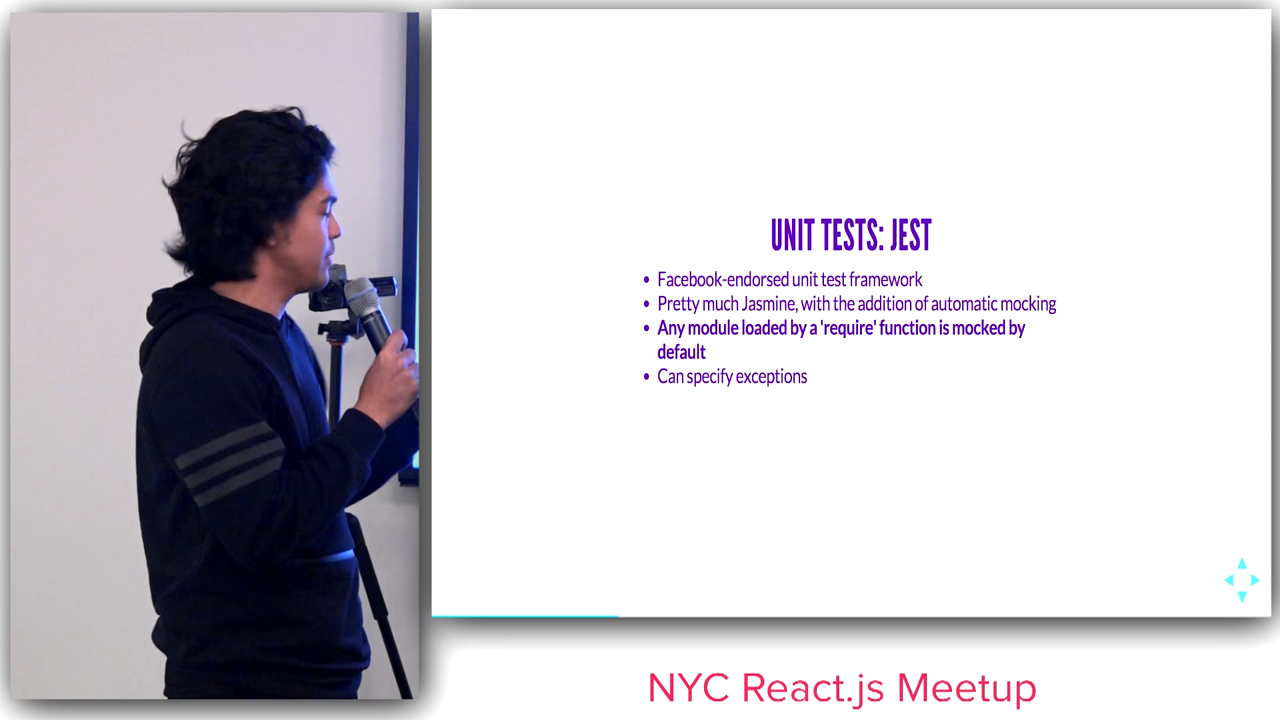 UNIT TESTS: JEST
• Facebook-endorsed unit test framework
• Pretty much Jasmine, with the addition of automatic mocking
• Any module loaded by a 'require' function is mocked by
default
• Can specify exceptions
NYC React.js Meetup